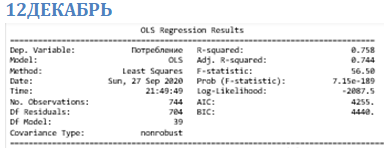 12ДЕКАБРЬ
OLS Regression Results
Dep. Variable: Потребление R-squared: 0.758
Model: OLS Adj. R-squared: 0.744
Method: Least Squares F-statistic: 56.50
Date: Sun, 27 Sep 2020 Prob (F-statistic): 7.15e-189
Time: 21:49:49 Log-Likelihood: -2087.5
No. Observations: 744 AIC: 4255.
Df Residuals: 704 BIC: 4440.
Df Model: 39
Covariance Type: nonrobust